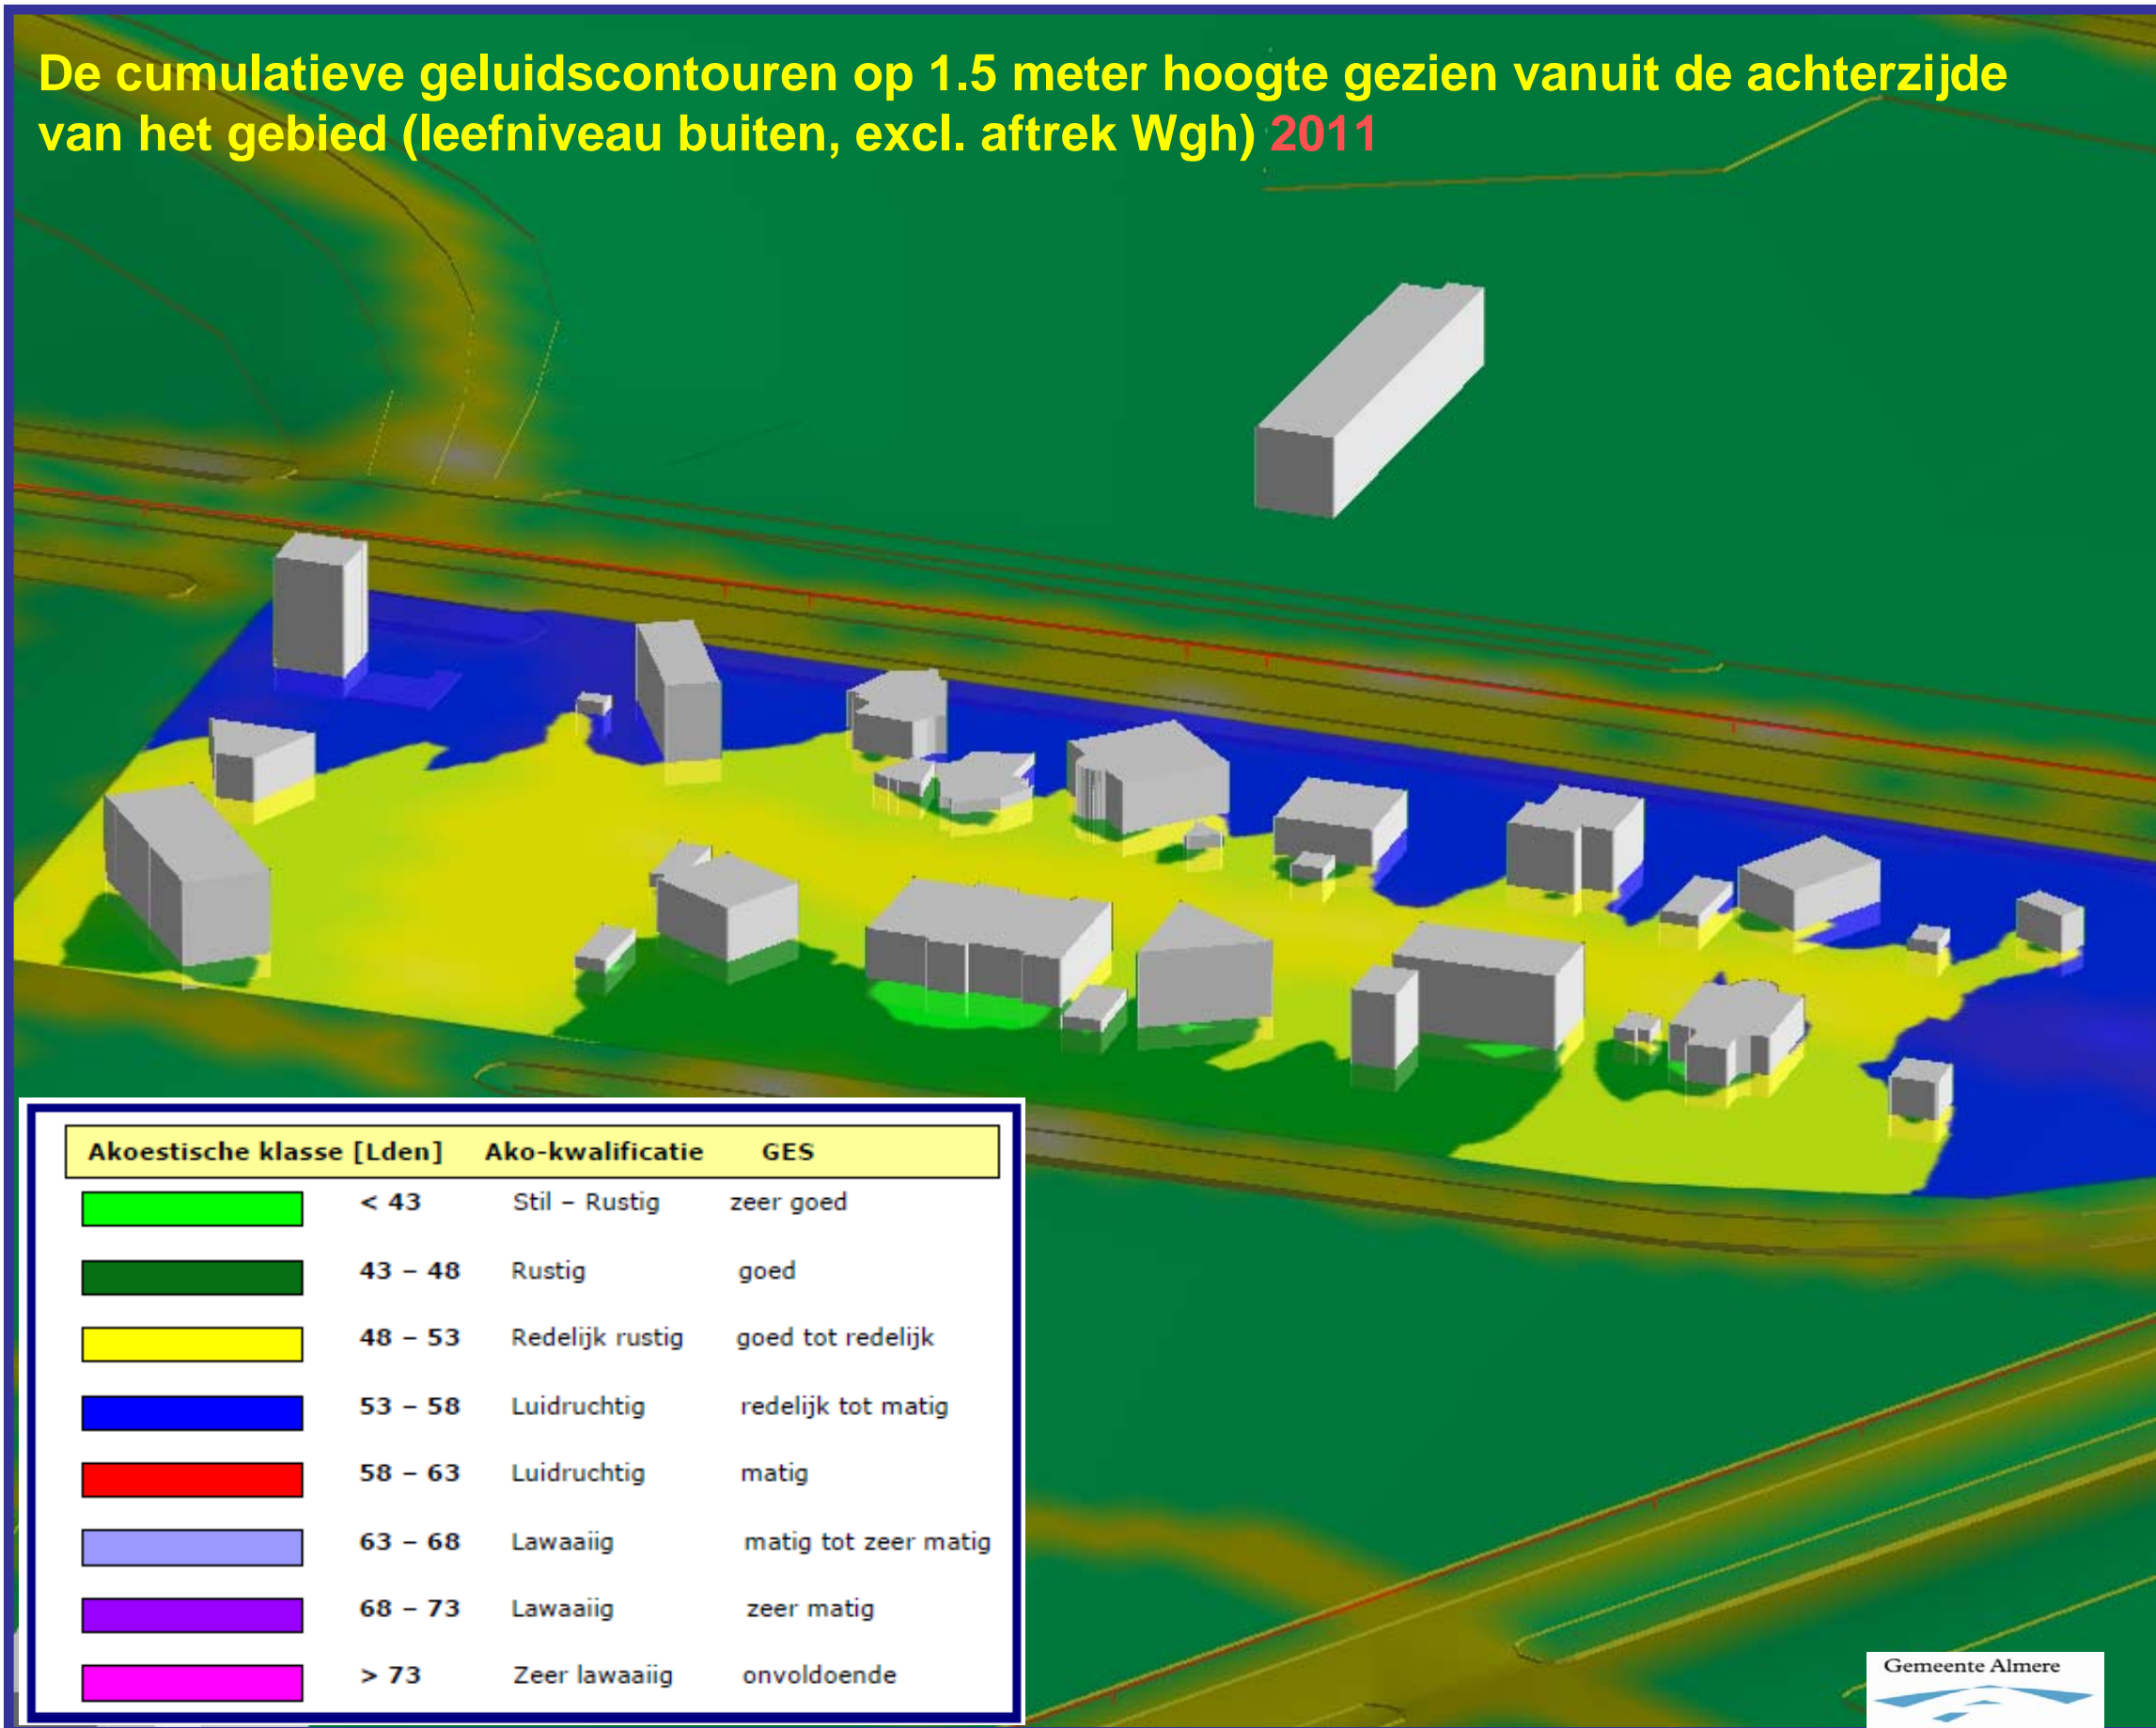 De cumulatieve geluidscontouren op 1.5 meter hoogte gezien vanuit de achterzijde
van het gebied (leefniveau buiten, excl. aftrek Wgh) 2011
Akoestische klasse [Lden] Ako-kwalificatie GES
< 43 Stil – Rustig zeer goed
43 – 48 Rustig goed
48 – 53 Redelijk rustig goed tot redelijk
53 – 58 Luidruchtig redelijk tot matig
58 – 63 Luidruchtig matig
63 – 68 Lawaaiig matig tot zeer matig
68 – 73 Lawaaiig zeer matig
> 73 Zeer lawaaiig onvoldoende
Gemeente Almere